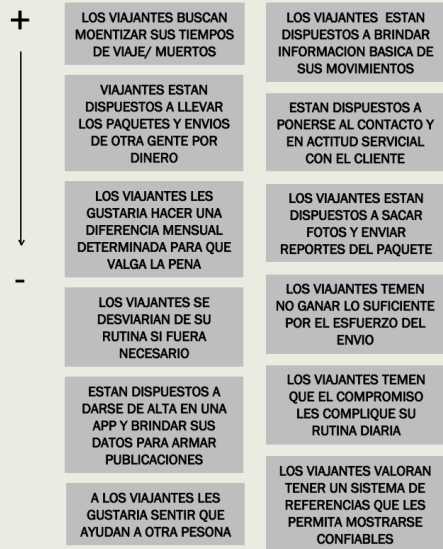 +
LOS VIAJANTES BUSCAN
MOENTIZAR SUS TIEMPOS
DE VIAJE/ MUERTOS
VIAJANTES ESTAN
DISPUESTOS A LLEVAR
LOS PAQUETES Y ENVIOS
DE OTRA GENTE POR
DINERO
LOS VIAJANTES LES
GUSTARIA HACER UNA
DIFERENCIA MENSUAL
DETERMINADA PARA QUE
VALGA LA PENA
-
LOS VIAJANTES SE
DESVIARIAN DE SU
RUTINA SI FUERA
NECESARIO
ESTAN DISPUESTOS A
DARSE DE ALTA EN UNA
APP Y BRINDAR SUS
DATOS PARA ARMAR
PUBLICACIONES
A LOS VIAJANTES LES
GUSTARIA SENTIR QUE
AYUDAN A OTRA PESONA
LOS VIAJANTES ESTAN
DISPUESTOS A BRINDAR
INFORMACION BASICA DE
SUS MOVIMIENTOS
ESTAN DISPUESTOS A
PONERSE AL CONTACTO Y
EN ACTITUD SERVICIAL
CON EL CLIENTE
LOS VIAJANTES ESTAN
DISPUESTOS A SACAR
FOTOS Y ENVIAR
REPORTES DEL PAQUETE
LOS VIAJANTES TEMEN
NO GANAR LO SUFICIENTE
POR EL ESFUERZO DEL
ENVIO
LOS VIAJANTES TEMEN
QUE EL COMPROMISO
LES COMPLIQUE SU
RUTINA DIARIA
LOS VIAJANTES VALORAN
TENER UN SISTEMA DE
REFERENCIAS QUE LES
PERMITA MOSTRARSE
CONFIABLES